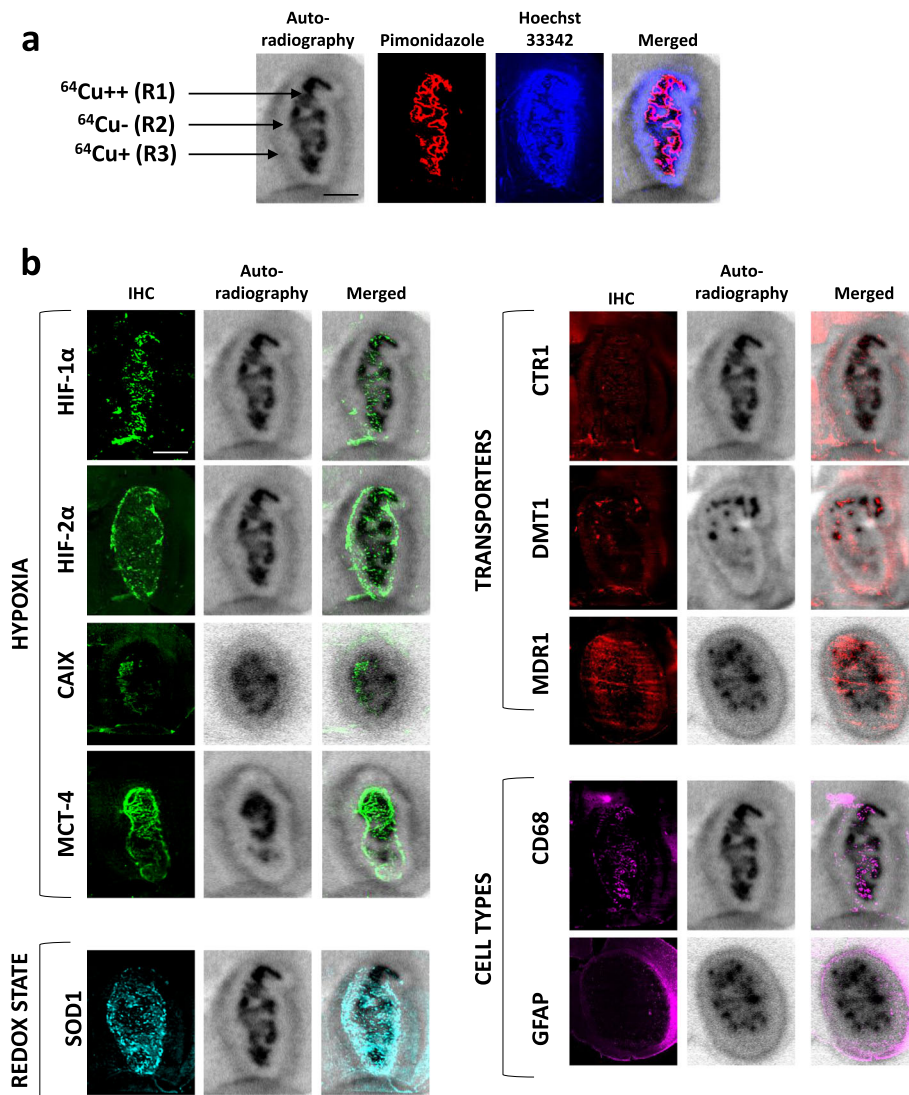 a
Auto-
radiography
Pimonidazole
Hoechst
33342
Merged
⁶⁴Cu++ (R1)
⁶⁴Cu- (R2)
⁶⁴Cu+ (R3)
b
IHC
Auto-
radiography
Merged
HYPOXIA
HIF-1α
HIF-2α
CAIX
MCT-4
REDOX STATE
SOD1
IHC
Auto-
radiography
Merged
TRANSPORTERS
CTR1
DMT1
MDR1
CELL TYPES
CD68
GFAP